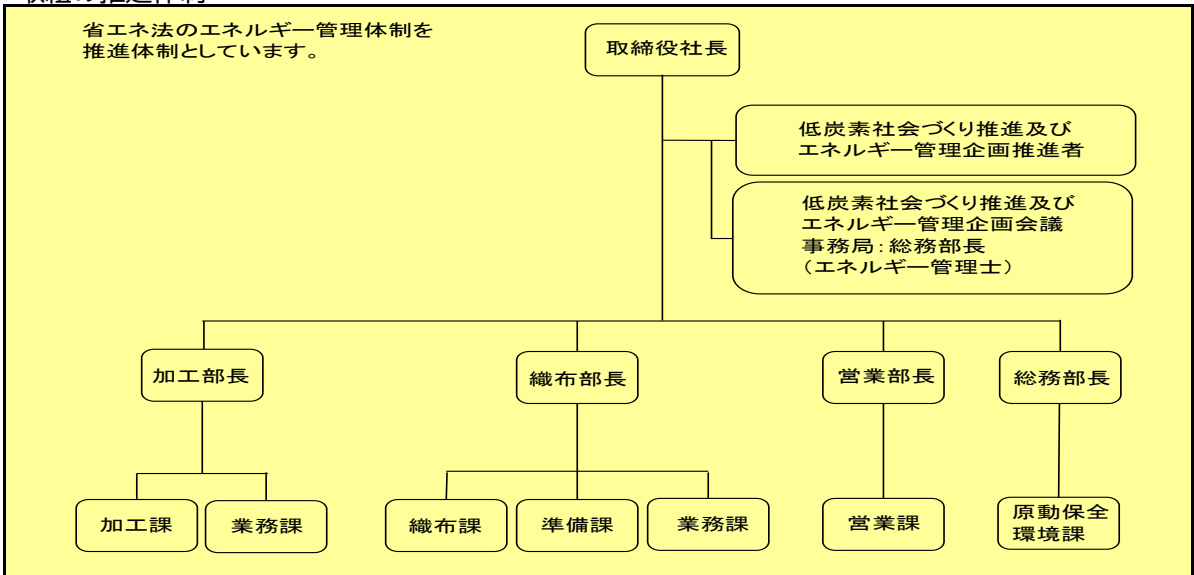 省エネ法のエネルギー管理体制を
推進体制としています。
取締役社長
低炭素社会づくり推進及び
エネルギー管理企画推進者
低炭素社会づくり推進及び
エネルギー管理企画会議
事務局：総務部長
（エネルギー管理士）
加工部長
織布部長
営業部長
総務部長
加工課
業務課
織布課
準備課
業務課
営業課
原動保全
環境課